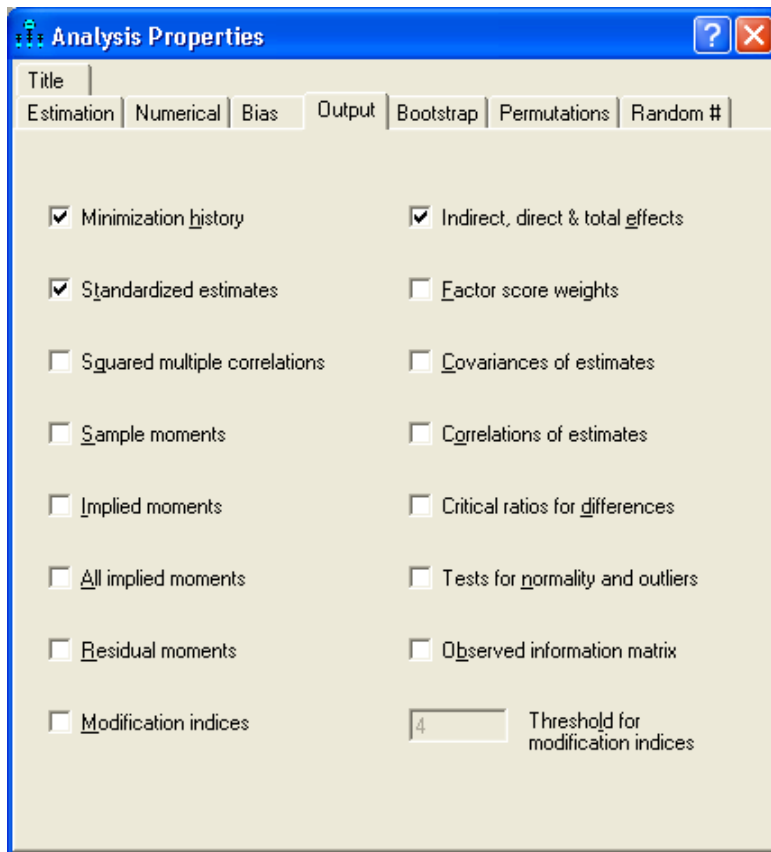 Analysis Properties
Title
Estimation
Numerical
Bias
Output
Bootstrap
Permutations
Random #
Minimization history
Indirect, direct & total effects
Standardized estimates
Factor score weights
Squared multiple correlations
Covariances of estimates
Sample moments
Correlations of estimates
Implied moments
Critical ratios for differences
All implied moments
Tests for normality and outliers
Residual moments
Observed information matrix
Modification indices
4
Threshold for
modification indices